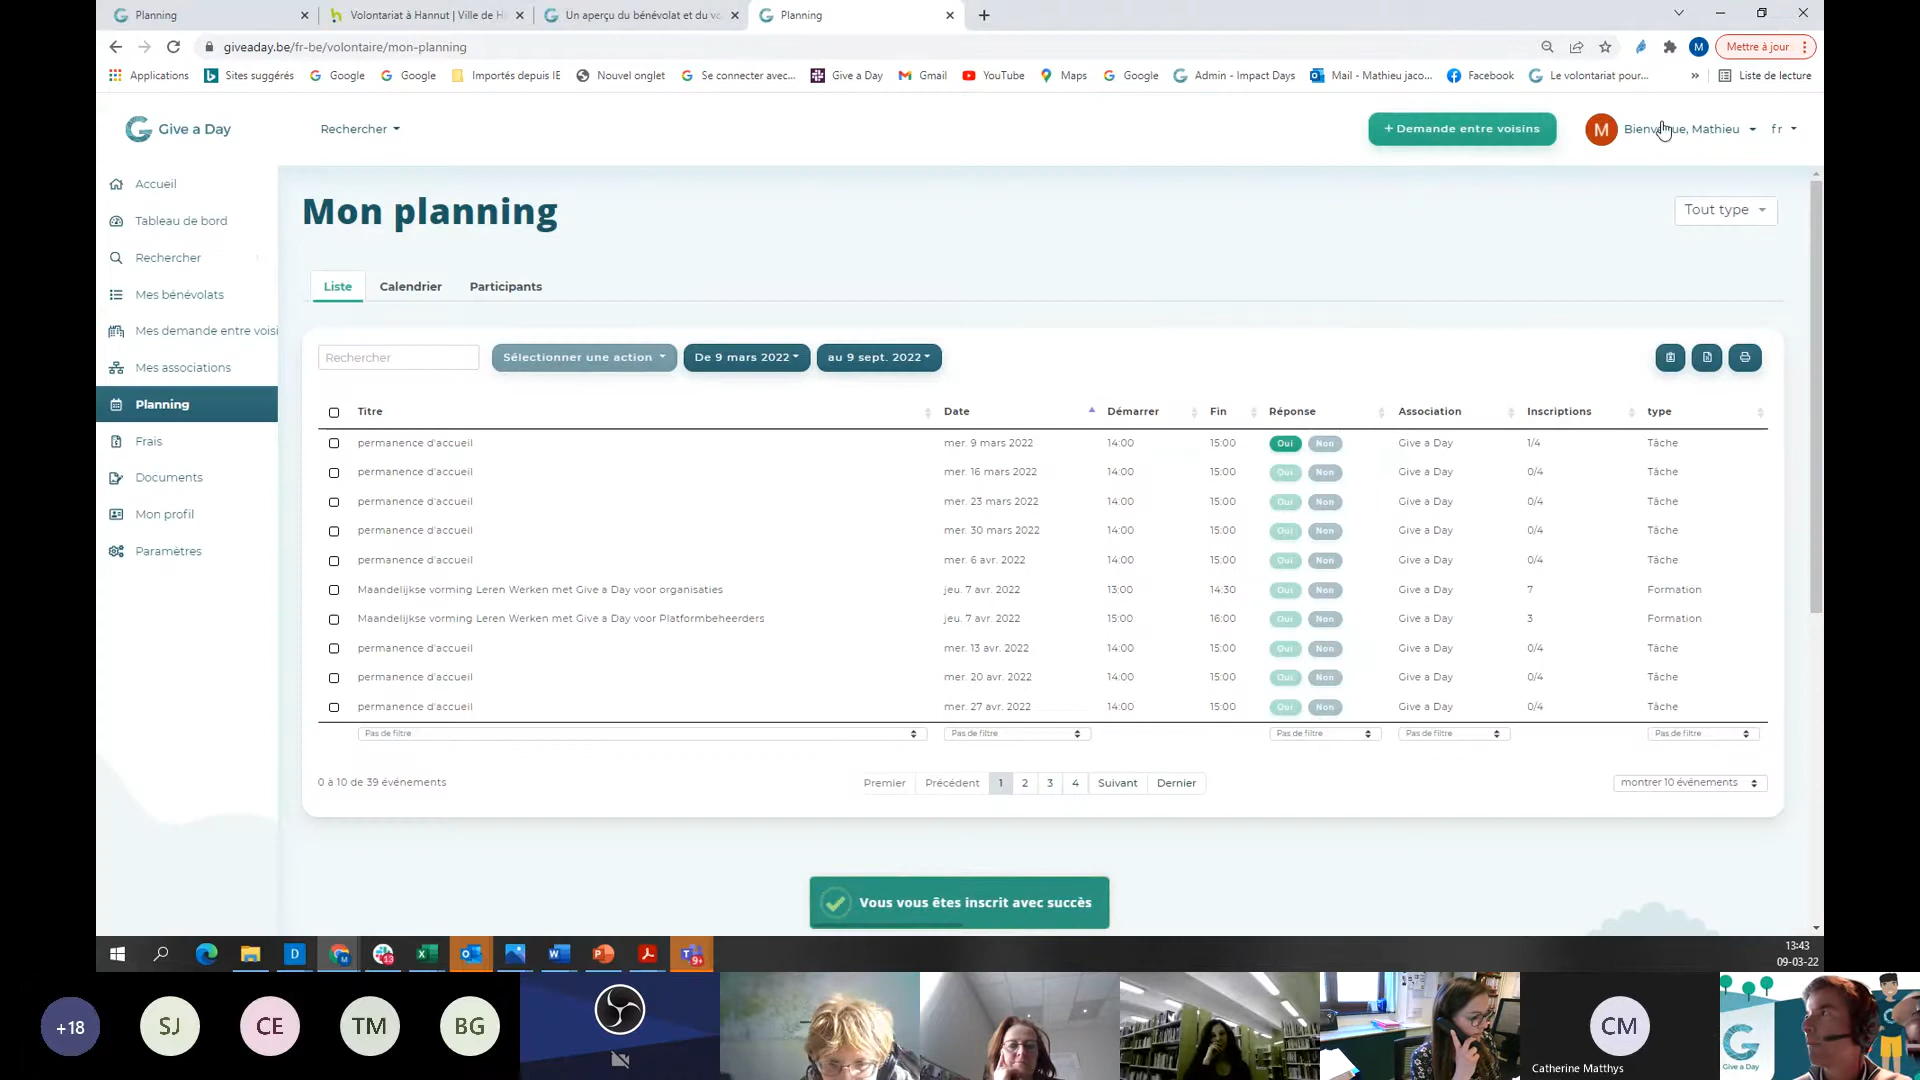 Planning
Volontariat à Hannut | Ville de H
Un aperçu du bénévolat et du vo
Planning
giveaday.be/fr-be/volontaire/mon-planning
Mettre à jour
Applications
Sites suggérés
Google
Google
Importés depuis IE
Nouvel onglet
Se connecter avec...
Give a Day
Gmail
YouTube
Maps
Google
Admin - Impact Days
Mail - Mathieu jaco...
Facebook
Le volontariat pour...
»
Liste de lecture
Give a Day
Rechercher
+ Demande entre voisins
M
Bienvenue, Mathieu
fr
Accueil
Tableau de bord
Rechercher
Mes bénévolats
Mes demande entre voisi
Mes associations
Planning
Frais
Documents
Mon profil
Paramètres
Mon planning
Tout type
Liste Calendrier Participants
Rechercher
Sélectionner une action
De 9 mars 2022
au 9 sept. 2022
Titre Date Démarrer Fin Réponse Association Inscriptions type
permanence d'accueil mer. 9 mars 2022 14:00 15:00 Oui Non Give a Day 1/4 Tâche
permanence d'accueil mer. 16 mars 2022 14:00 15:00 Oui Non Give a Day 0/4 Tâche
permanence d'accueil mer. 23 mars 2022 14:00 15:00 Oui Non Give a Day 0/4 Tâche
permanence d'accueil mer. 30 mars 2022 14:00 15:00 Oui Non Give a Day 0/4 Tâche
permanence d'accueil mer. 6 avr. 2022 14:00 15:00 Oui Non Give a Day 0/4 Tâche
Maandelijkse vorming Leren Werken met Give a Day voor organisaties jeu. 7 avr. 2022 13:00 14:30 Oui Non Give a Day 7 Formation
Maandelijkse vorming Leren Werken met Give a Day voor Platformbeheerders jeu. 7 avr. 2022 15:00 16:00 Oui Non Give a Day 3 Formation
permanence d'accueil mer. 13 avr. 2022 14:00 15:00 Oui Non Give a Day 0/4 Tâche
permanence d'accueil mer. 20 avr. 2022 14:00 15:00 Oui Non Give a Day 0/4 Tâche
permanence d'accueil mer. 27 avr. 2022 14:00 15:00 Oui Non Give a Day 0/4 Tâche
Pas de filtre Pas de filtre Pas de filtre Pas de filtre Pas de filtre
0 à 10 de 39 événements
Premier Précédent 1 2 3 4 Suivant Dernier
montrer 10 événements
Vous vous êtes inscrit avec succès
13:43
09-03-22
+18
SJ
CE
TM
BG
CM
Catherine Matthys
Give a Day